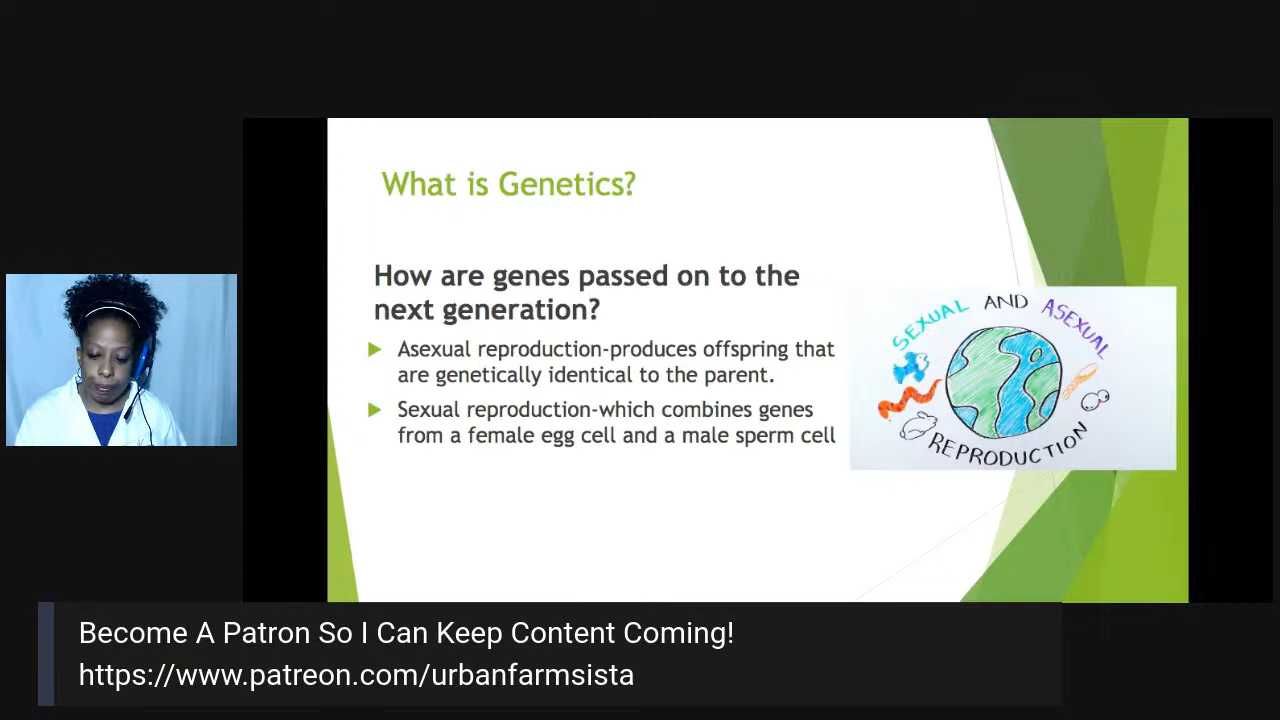 What is Genetics?
How are genes passed on to the
next generation?
Asexual reproduction-produces offspring that
are genetically identical to the parent.
Sexual reproduction-which combines genes
from a female egg cell and a male sperm cell
SEXUAL AND ASEXUAL
REPRODUCTION
Become A Patron So I Can Keep Content Coming!
https://www.patreon.com/urbanfarmsista